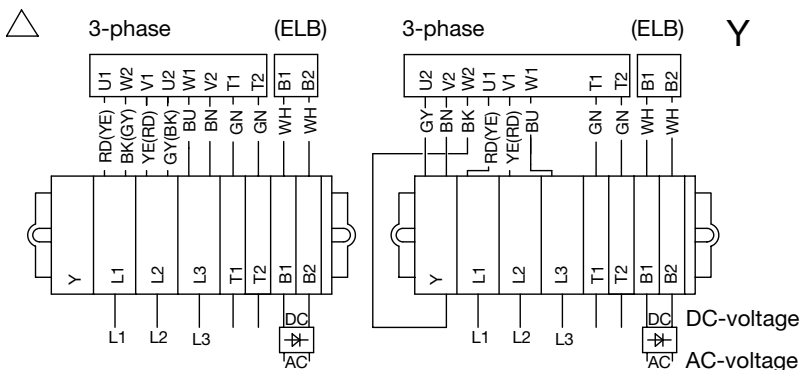 3-phase (ELB) 3-phase (ELB) Y
U1 W2 V1 U2 W1 V2 T1 T2 B1 B2 U2 V2 W2 U1 V1 W1 T1 T2 B1 B2
RD(YE) BK(GY) YE(RD) GY(BK) BU BN GN GN WH WH GY BN BK RD(YE) YE(RD) BU GN GN WH WH
Y L1 L2 L3 T1 T2 B1 B2 Y L1 L2 L3 T1 T2 B1 B2
DC DC DC-voltage
L1 L2 L3 L1 L2 L3
AC AC AC-voltage